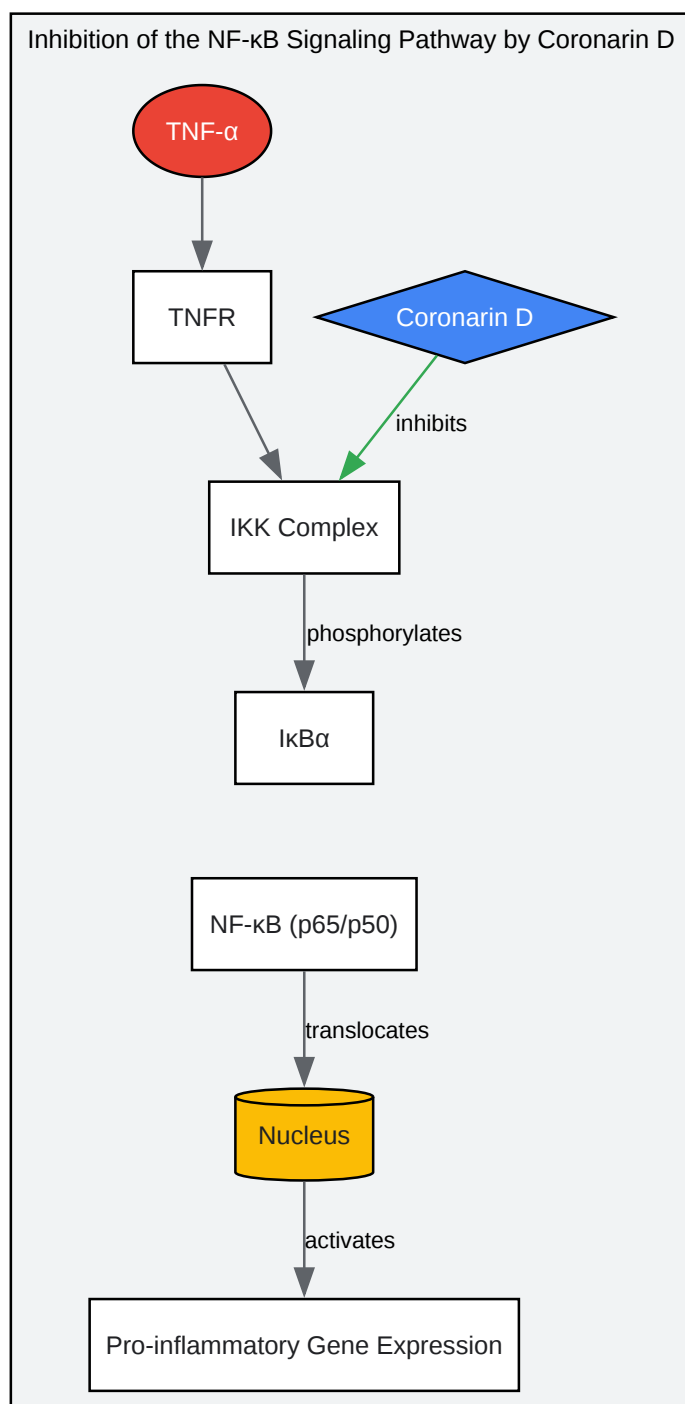 Inhibition of the NF-κB Signaling Pathway by Coronarin D
TNF-α
TNFR
Coronarin D
inhibits
IKK Complex
phosphorylates
IκBα
NF-κB (p65/p50)
translocates
Nucleus
activates
Pro-inflammatory Gene Expression